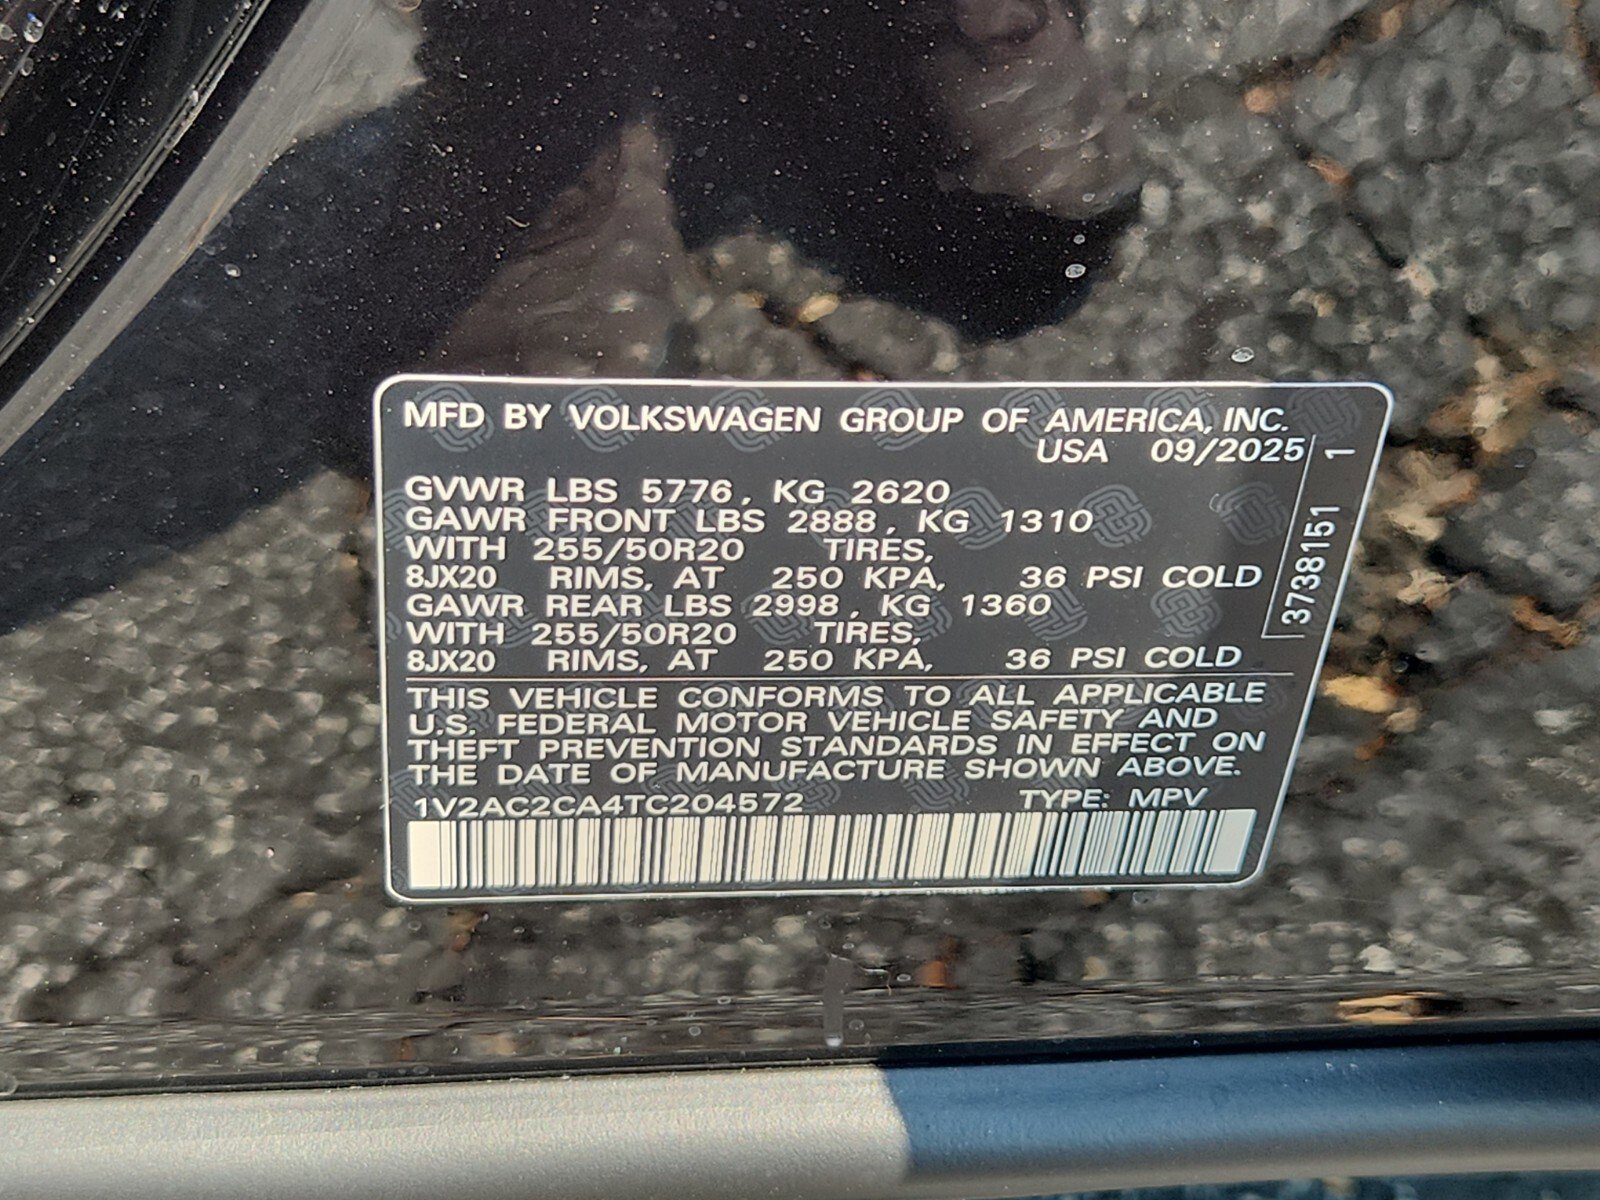 MFD BY VOLKSWAGEN GROUP OF AMERICA, INC.
USA 09/2025
GVWR LBS 5776, KG 2620
GAWR FRONT LBS 2888, KG 1310
WITH 255/50R20 TIRES,
8JX20 RIMS, AT 250 KPA, 36 PSI COLD
GAWR REAR LBS 2998, KG 1360
WITH 255/50R20 TIRES,
8JX20 RIMS, AT 250 KPA, 36 PSI COLD
THIS VEHICLE CONFORMS TO ALL APPLICABLE
U.S. FEDERAL MOTOR VEHICLE SAFETY AND
THEFT PREVENTION STANDARDS IN EFFECT ON
THE DATE OF MANUFACTURE SHOWN ABOVE.
1V2AC2CA4TC204572 TYPE: MPV
3738151 1